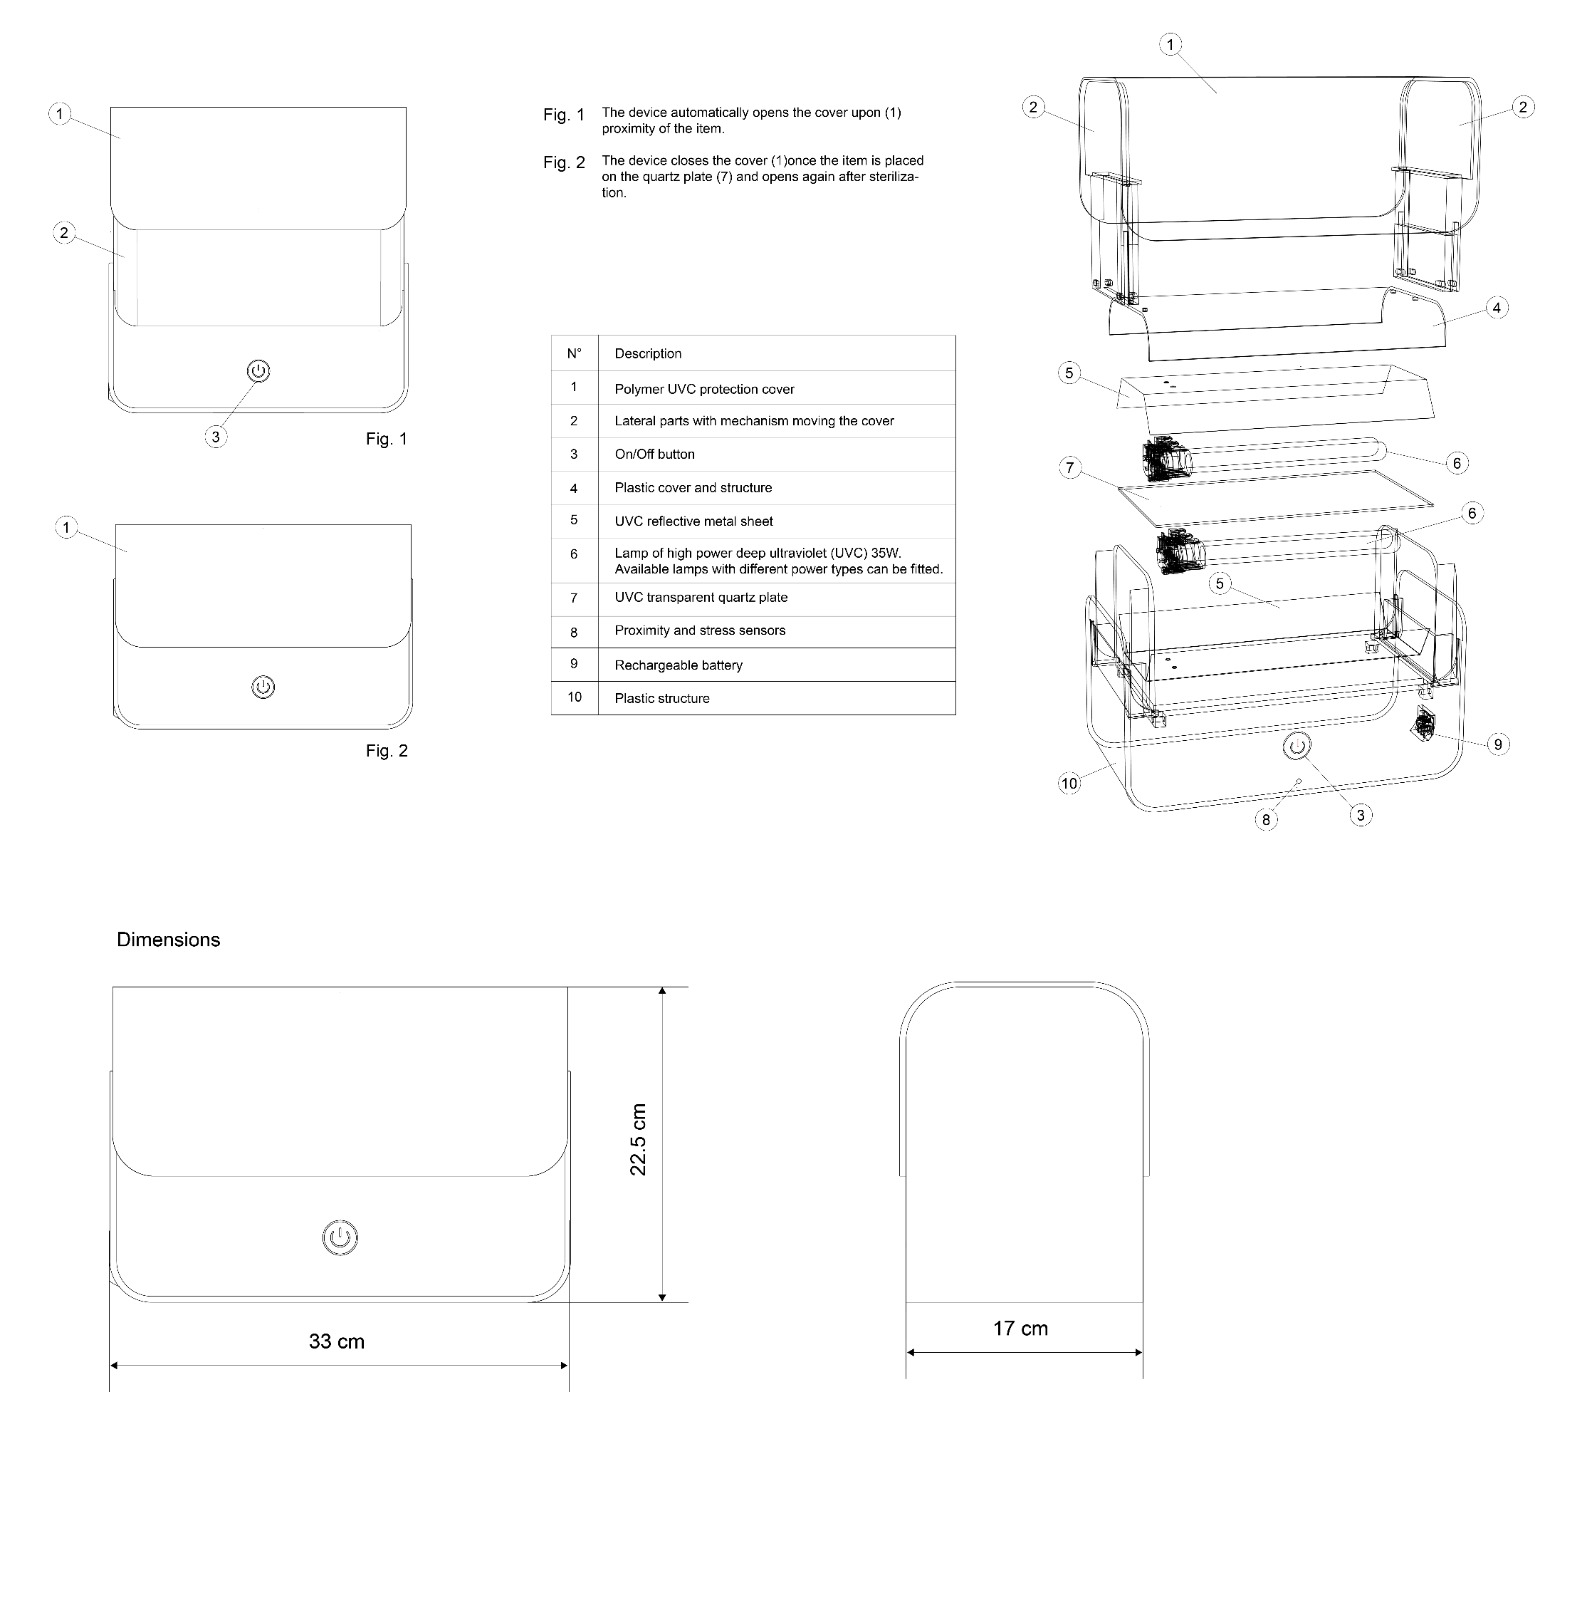 1
2
3
Fig. 1
1
Fig. 2
Fig. 1 The device automatically opens the cover upon (1)
proximity of the item.
Fig. 2 The device closes the cover (1)once the item is placed
on the quartz plate (7) and opens again after steriliza-
tion.
N° Description
1 Polymer UVC protection cover
2 Lateral parts with mechanism moving the cover
3 On/Off button
4 Plastic cover and structure
5 UVC reflective metal sheet
6 Lamp of high power deep ultraviolet (UVC) 35W.
Available lamps with different power types can be fitted.
7 UVC transparent quartz plate
8 Proximity and stress sensors
9 Rechargeable battery
10 Plastic structure
1
2
2
4
5
6
7
6
5
9
10
3
8
Dimensions
22.5 cm
33 cm
17 cm